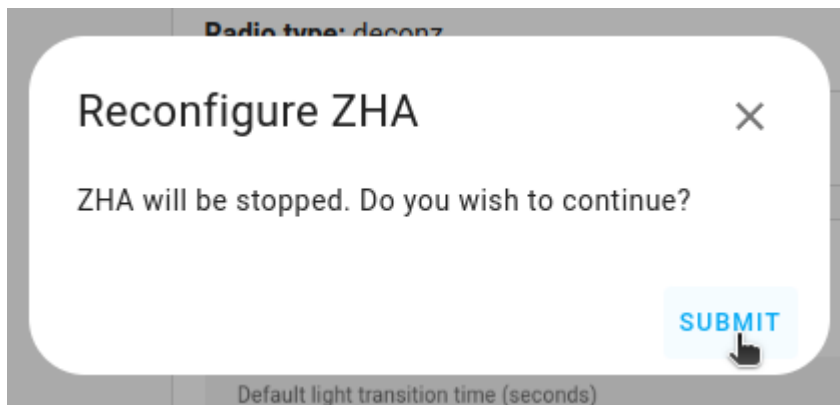 Radio type: deconz
Reconfigure ZHA
ZHA will be stopped. Do you wish to continue?
SUBMIT
Default light transition time (seconds)